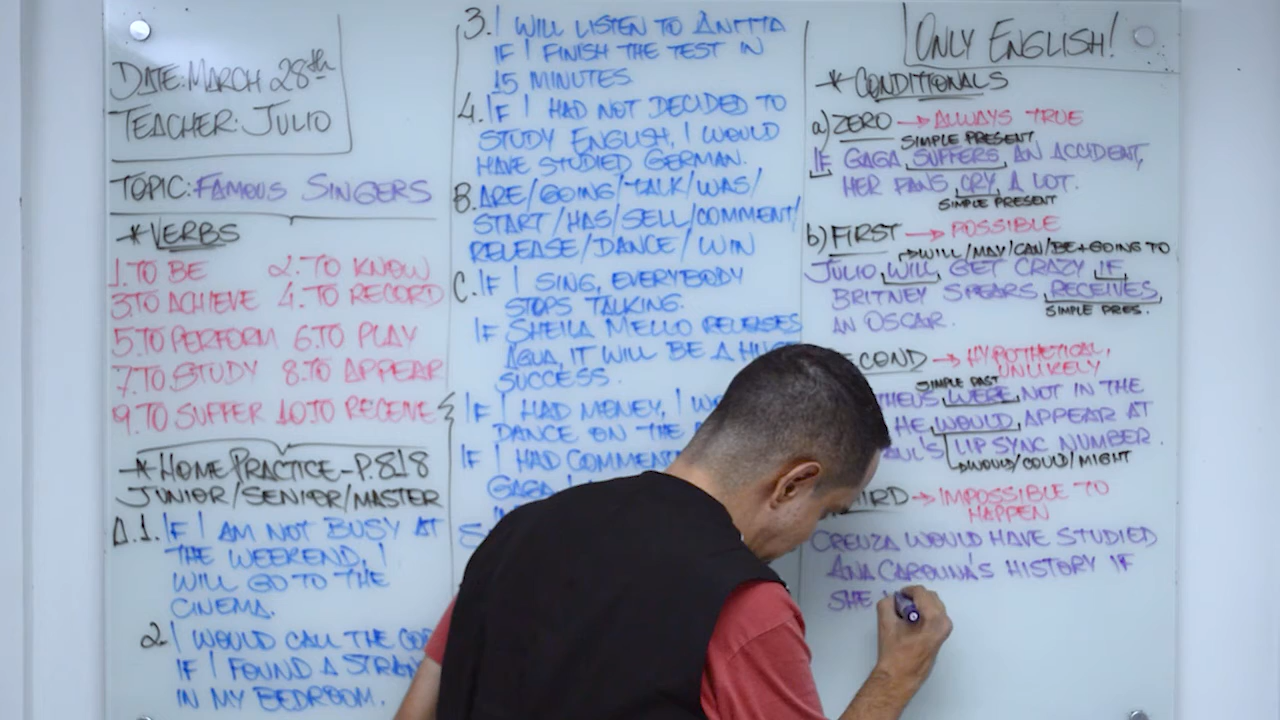 DATE: MARCH 28th
TEACHER: JULIO
TOPIC: FAMOUS SINGERS
*VERBS
1. TO BE 2. TO KNOW
3. TO ACHIEVE 4. TO RECORD
5. TO PERFORM 6. TO PLAY
7. TO STUDY 8. TO APPEAR
9. TO SUFFER 10. TO RECEIVE
*HOME PRACTICE - P. 818
JUNIOR/SENIOR/MASTER
A.1. IF I AM NOT BUSY AT
THE WEEKEND, I
WILL GO TO THE
CINEMA.
2. I WOULD CALL THE
IF I FOUND A
IN MY BEDROOM.
3. I WILL LISTEN TO ANITTA
IF I FINISH THE TEST IN
15 MINUTES.
4. IF I HAD NOT DECIDED TO
STUDY ENGLISH, I WOULD
HAVE STUDIED GERMAN.
B. ARE/GOING/TALK/WAS/
START/HAS/SELL/COMMENT/
RELEASE/DANCE/WIN
C. IF I SING, EVERYBODY
STOPS TALKING.
IF SHEILA MELLO RELEASES
ÁGUA, IT WILL BE A
SUCCESS.
IF I HAD MONEY, I
DANCE ON THE
IF I HAD
GAGA
ONLY ENGLISH!
*CONDITIONALS
a) ZERO → ALWAYS TRUE
SIMPLE PRESENT
IF GAGA SUFFERS AN ACCIDENT,
HER FANS CRY A LOT.
SIMPLE PRESENT
b) FIRST → POSSIBLE
→WILL/MAY/CAN/BE+GOING TO
JULIO WILL GET CRAZY IF
BRITNEY SPEARS RECEIVES
SIMPLE PRES.
AN OSCAR.
→ HYPOTHETICAL,
UNLIKELY
SIMPLE PAST
WERE NOT IN THE
HE WOULD APPEAR AT
LIP SYNC NUMBER
→WOULD/COULD/MIGHT
→ IMPOSSIBLE TO
HAPPEN
CREUZA WOULD HAVE STUDIED
ANA CAROLINA'S HISTORY IF
SHE